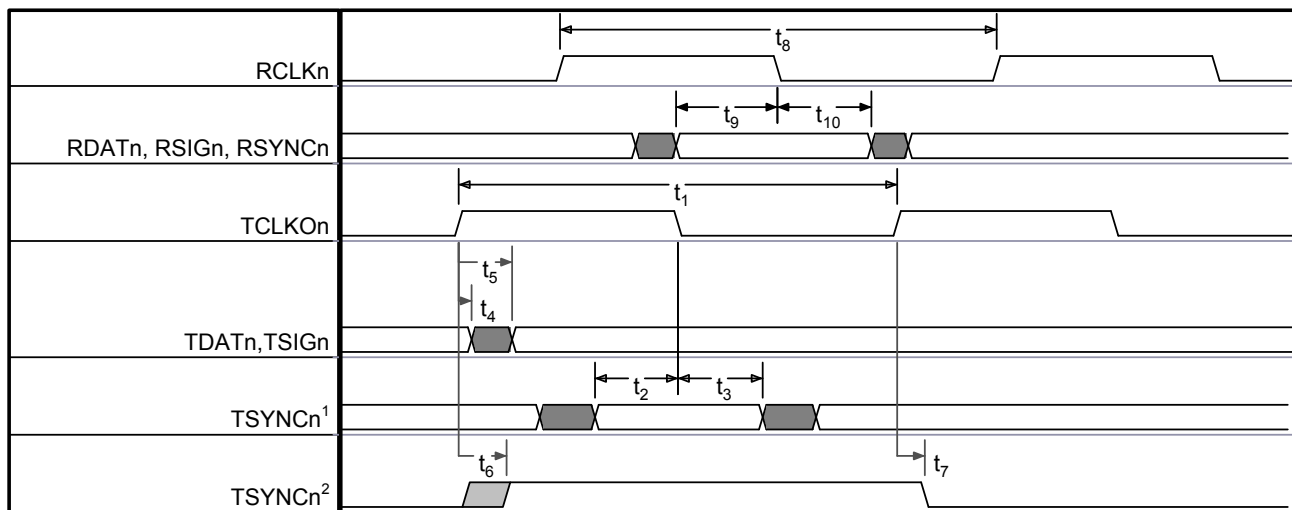 t₈
RCLKn
t₉ t₁₀
RDATn, RSIGn, RSYNCn
t₁
TCLKOn
t₅
t₄
TDATn,TSIGn
t₂ t₃
TSYNCn¹
t₆ t₇
TSYNCn²